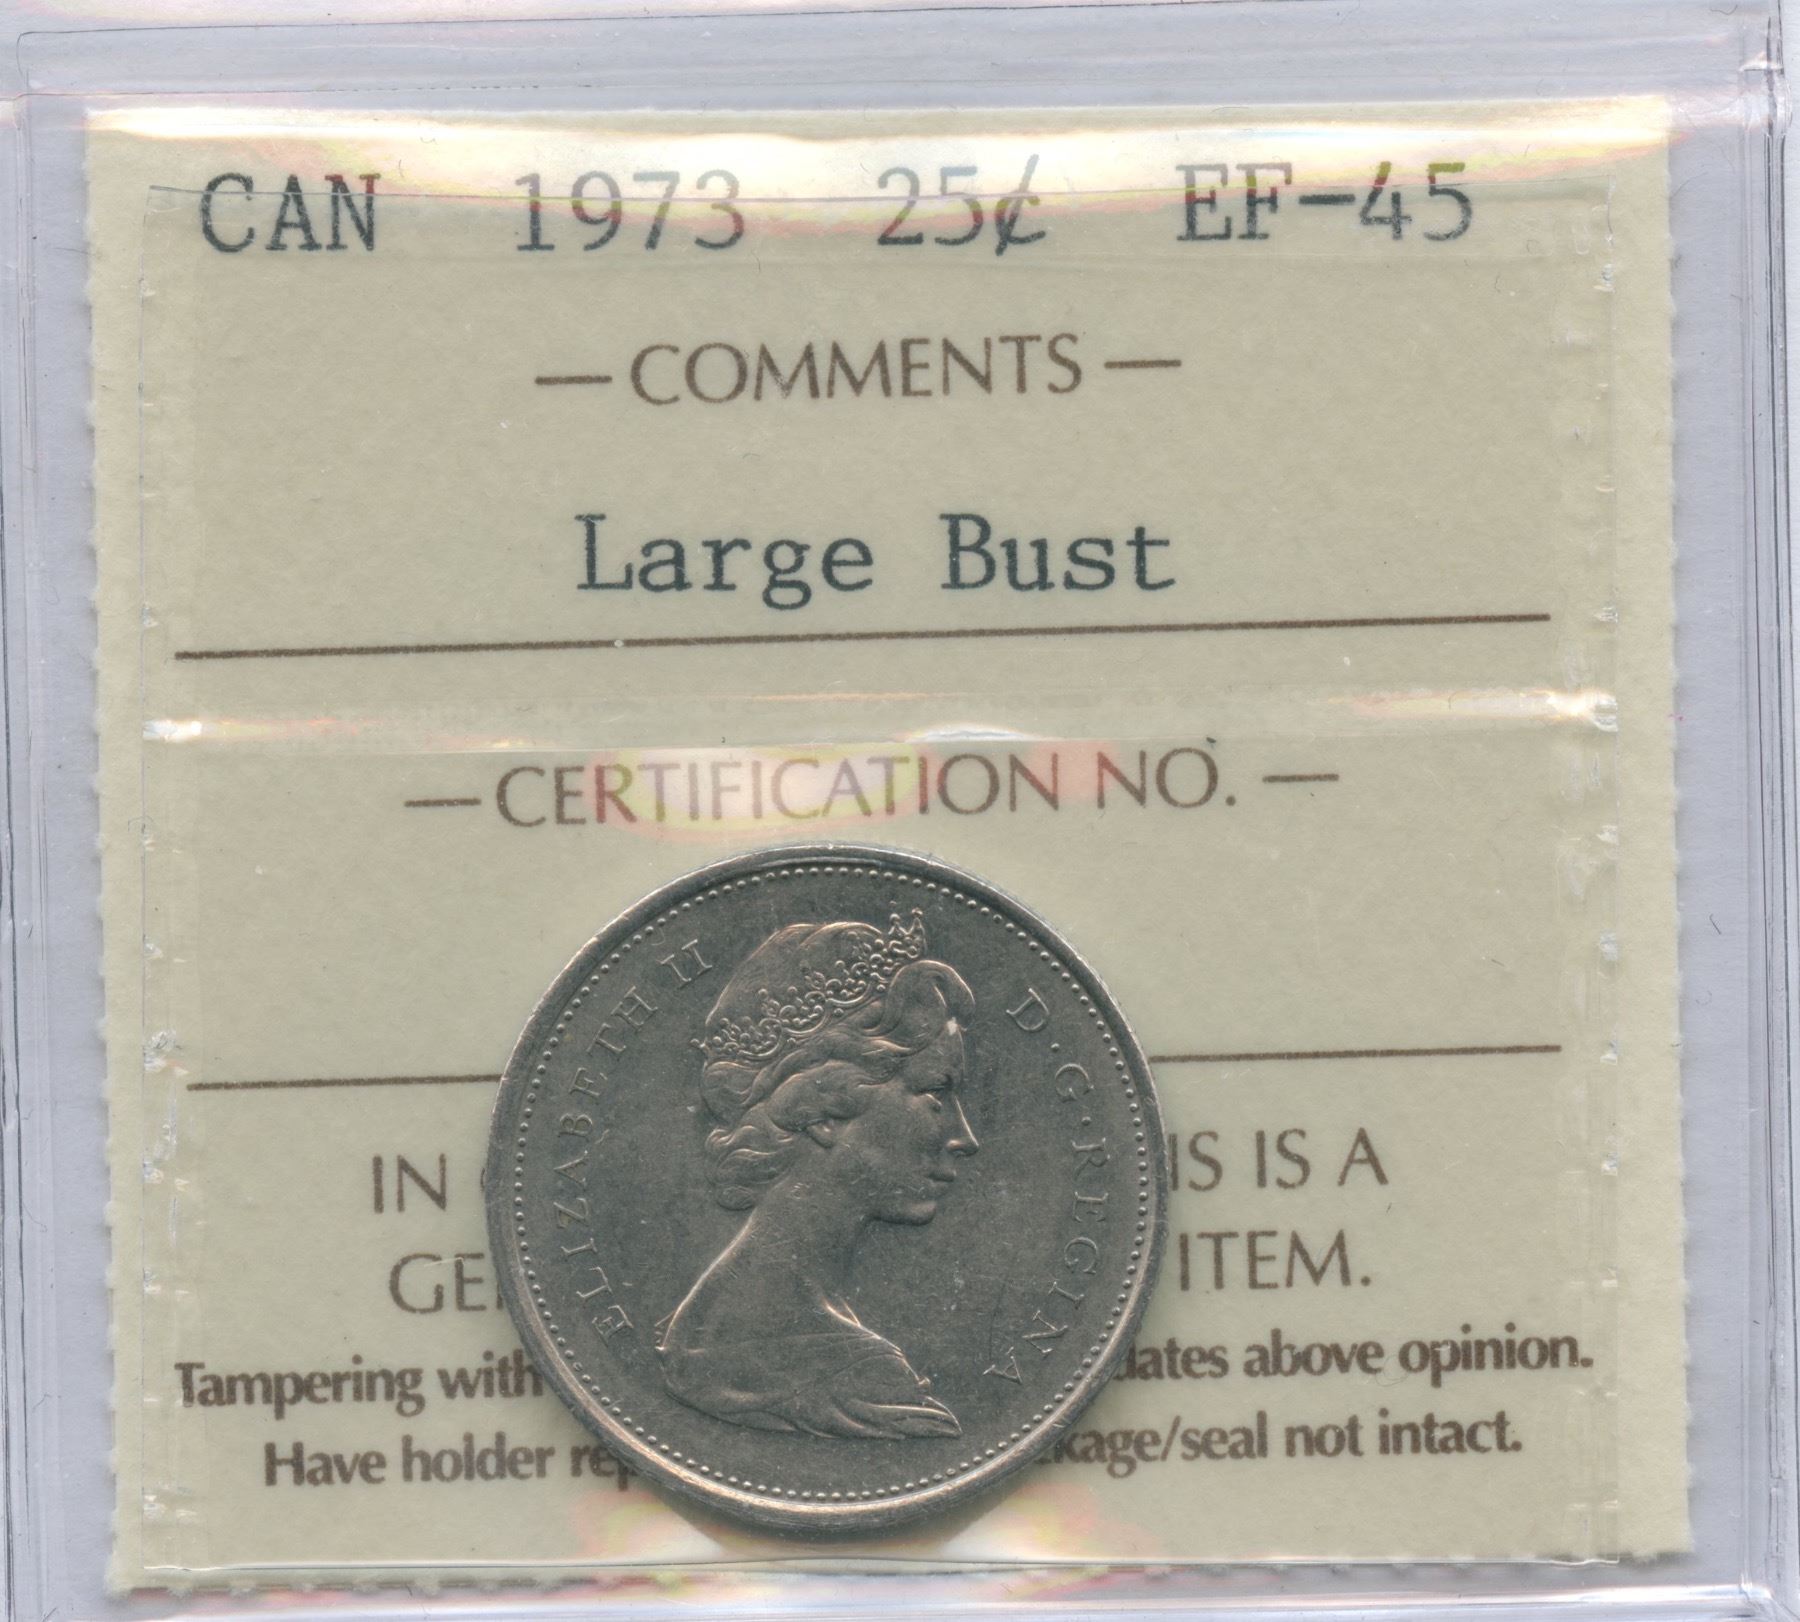 CAN 1973 25¢ EF-45
— COMMENTS —
Large Bust
— CERTIFICATION NO. —
ELIZABETH II D·G·REGINA
IN IS IS A
GE ITEM.
Tampering with dates above opinion.
Have holder rep kage/seal not intact.